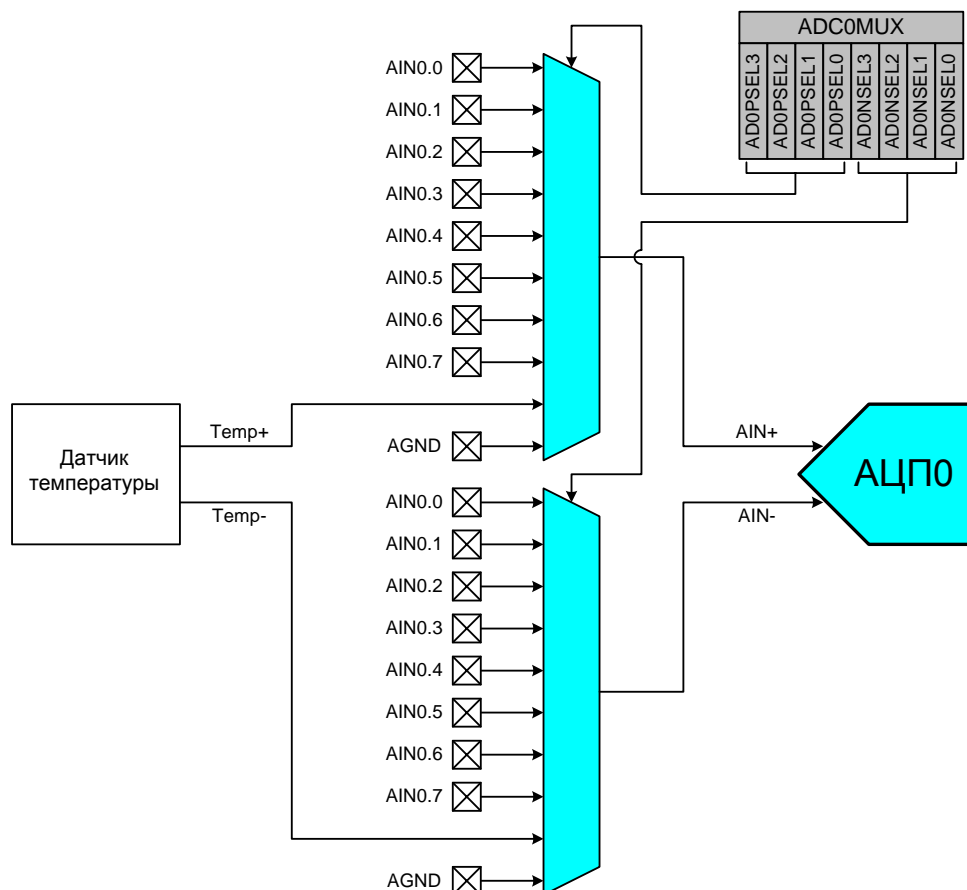 ADC0MUX
AD0PSEL3
AD0PSEL2
AD0PSEL1
AD0PSEL0
AD0NSEL3
AD0NSEL2
AD0NSEL1
AD0NSEL0
AIN0.0
AIN0.1
AIN0.2
AIN0.3
AIN0.4
AIN0.5
AIN0.6
AIN0.7
AGND
Датчик
температуры
Temp+
Temp-
AIN0.0
AIN0.1
AIN0.2
AIN0.3
AIN0.4
AIN0.5
AIN0.6
AIN0.7
AGND
AIN+
AIN-
АЦП0